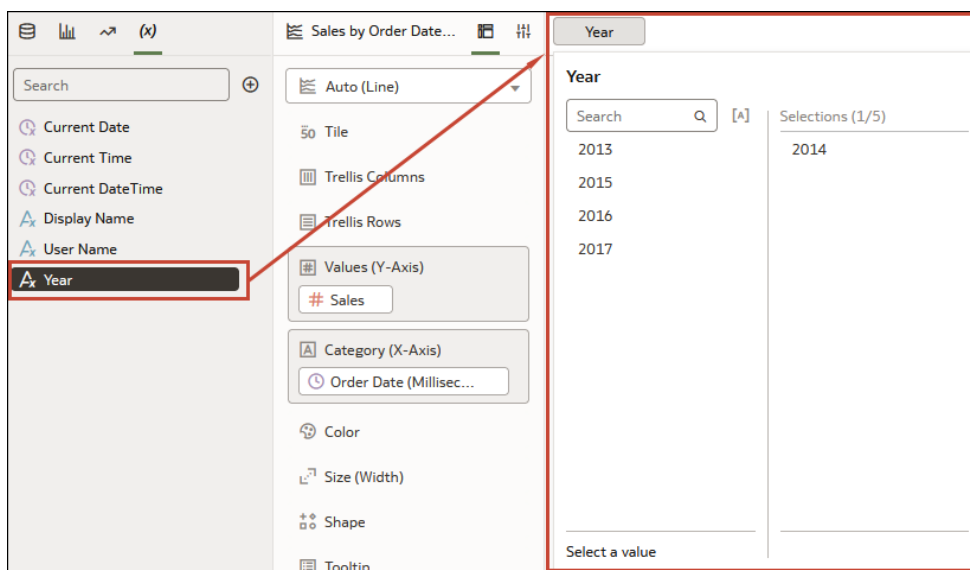 (x)
Search
Current Date
Current Time
Current DateTime
Display Name
User Name
Year
Sales by Order Date...
Auto (Line)
50 Tile
Trellis Columns
Trellis Rows
# Values (Y-Axis)
# Sales
A Category (X-Axis)
Order Date (Millisec...
Color
Size (Width)
Shape
Tooltip
Year
Year
Search
[A]
Selections (1/5)
2013
2015
2016
2017
2014
Select a value